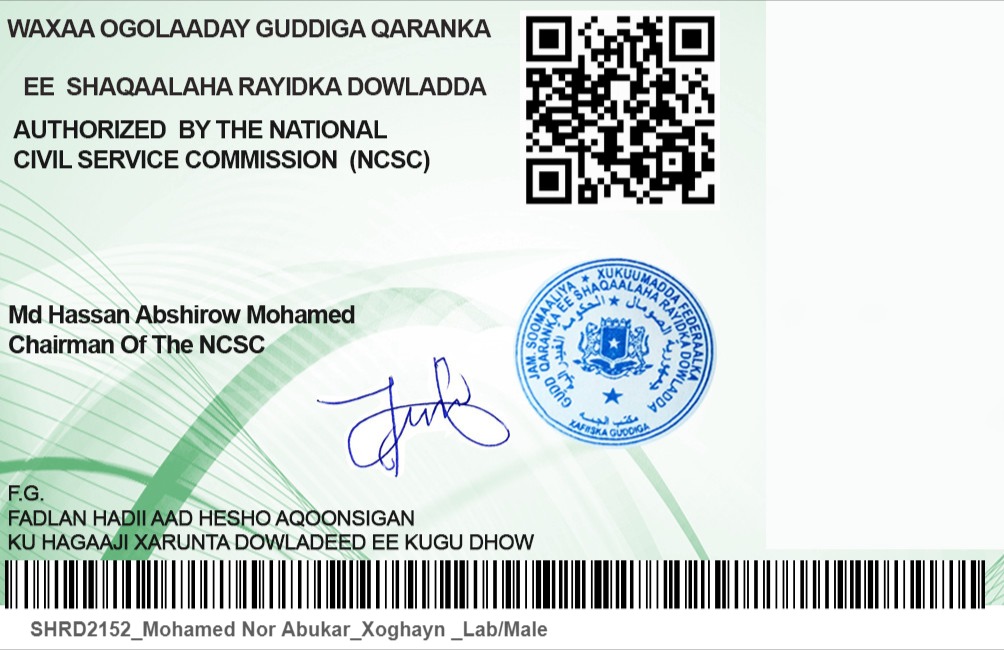 WAXAA OGOLAADAY GUDDIGA QARANKA
EE SHAQAALAHA RAYIDKA DOWLADDA
AUTHORIZED BY THE NATIONAL
CIVIL SERVICE COMMISSION (NCSC)
Md Hassan Abshirow Mohamed
Chairman Of The NCSC
JAM. SOOMAALIYA ★ XUKUUMADDA FEDERAALKA
GUDD QARANKA EE SHAQAALAHA RAYIDKA DOWLADDA
مكتب
XAFIISKA GUDDIGA
F.G.
FADLAN HADII AAD HESHO AQOONSIGAN
KU HAGAAJI XARUNTA DOWLADEED EE KUGU DHOW
SHRD2152_Mohamed Nor Abukar_Xoghayn _Lab/Male